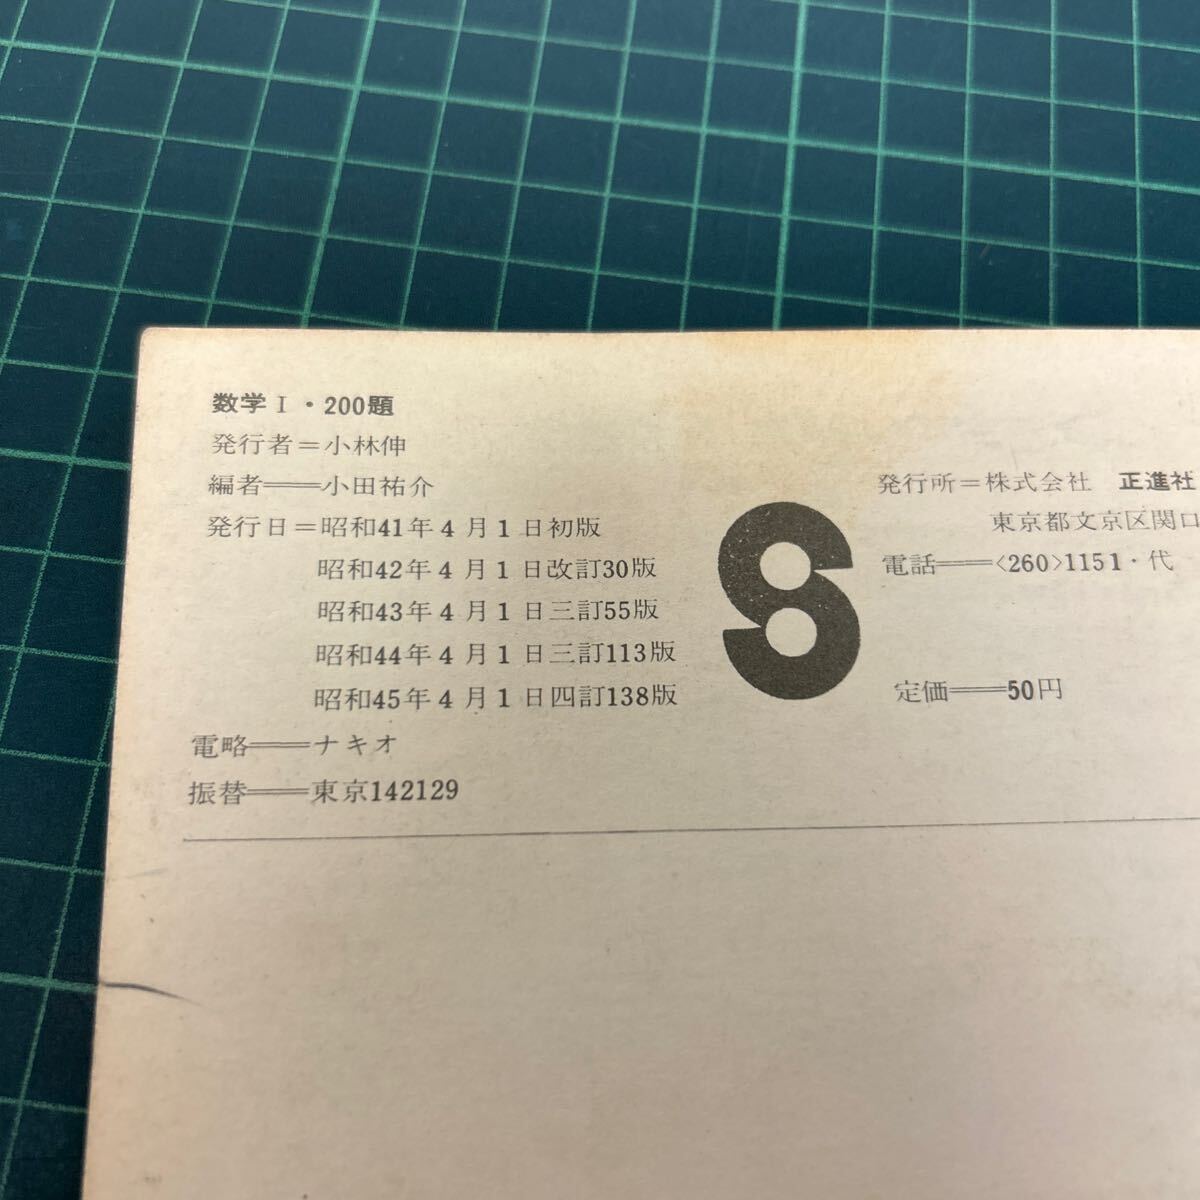 数学Ⅰ・200題
発行者＝小林伸
編者══小田祐介
発行日＝昭和41年4月1日初版
昭和42年4月1日改訂30版
昭和43年4月1日三訂55版
昭和44年4月1日三訂113版
昭和45年4月1日四訂138版
電略══ナキオ
振替══東京142129
S
発行所＝株式会社 正進社
東京都文京区関口
電話══<260>1151・代
定価══50円